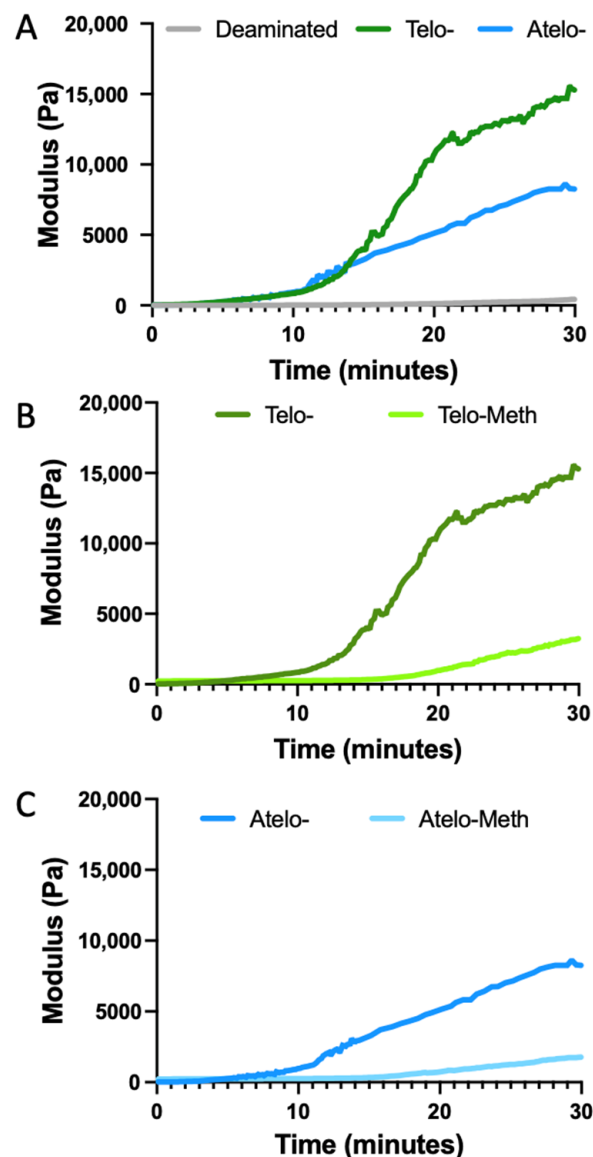 A
Deaminated Telo- Atelo-
20,000
15,000
10,000
5000
0
Modulus (Pa)
0 10 20 30
Time (minutes)
B
Telo- Telo-Meth
20,000
15,000
10,000
5000
0
Modulus (Pa)
0 10 20 30
Time (minutes)
C
Atelo- Atelo-Meth
20,000
15,000
10,000
5000
0
Modulus (Pa)
0 10 20 30
Time (minutes)